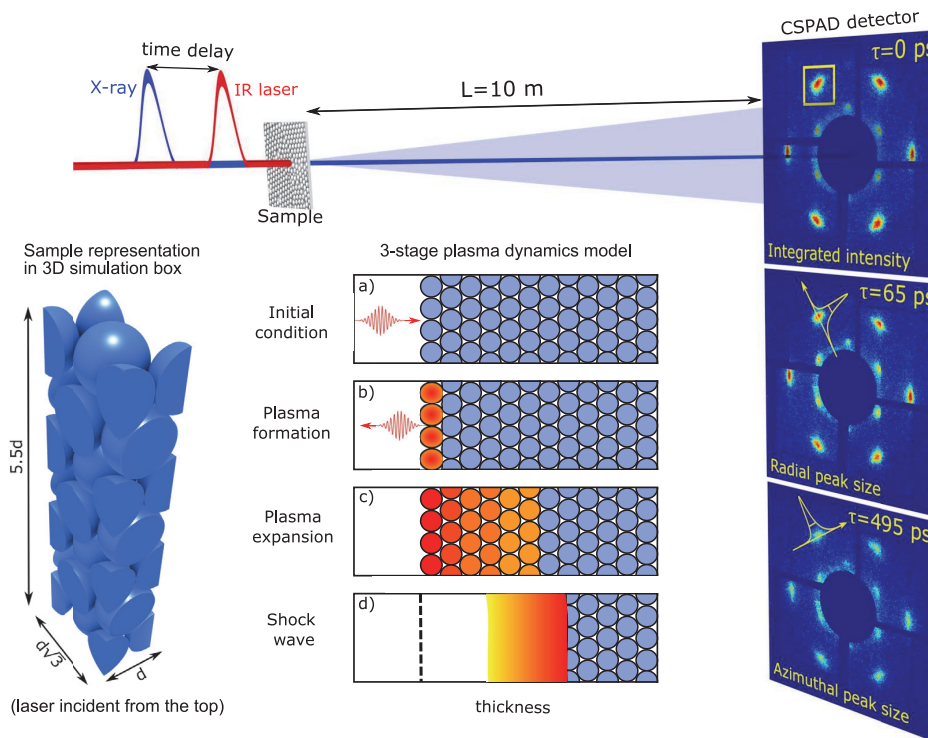 CSPAD detector
time delay
X-ray
IR laser
L=10 m
τ=0 ps
Sample
Integrated intensity
Sample representation
in 3D simulation box
5.5d
d√3
d
(laser incident from the top)
3-stage plasma dynamics model
Initial
condition
a)
Plasma
formation
b)
Plasma
expansion
c)
Shock
wave
d)
thickness
τ=65 ps
Radial peak size
τ=495 ps
Azimuthal peak size